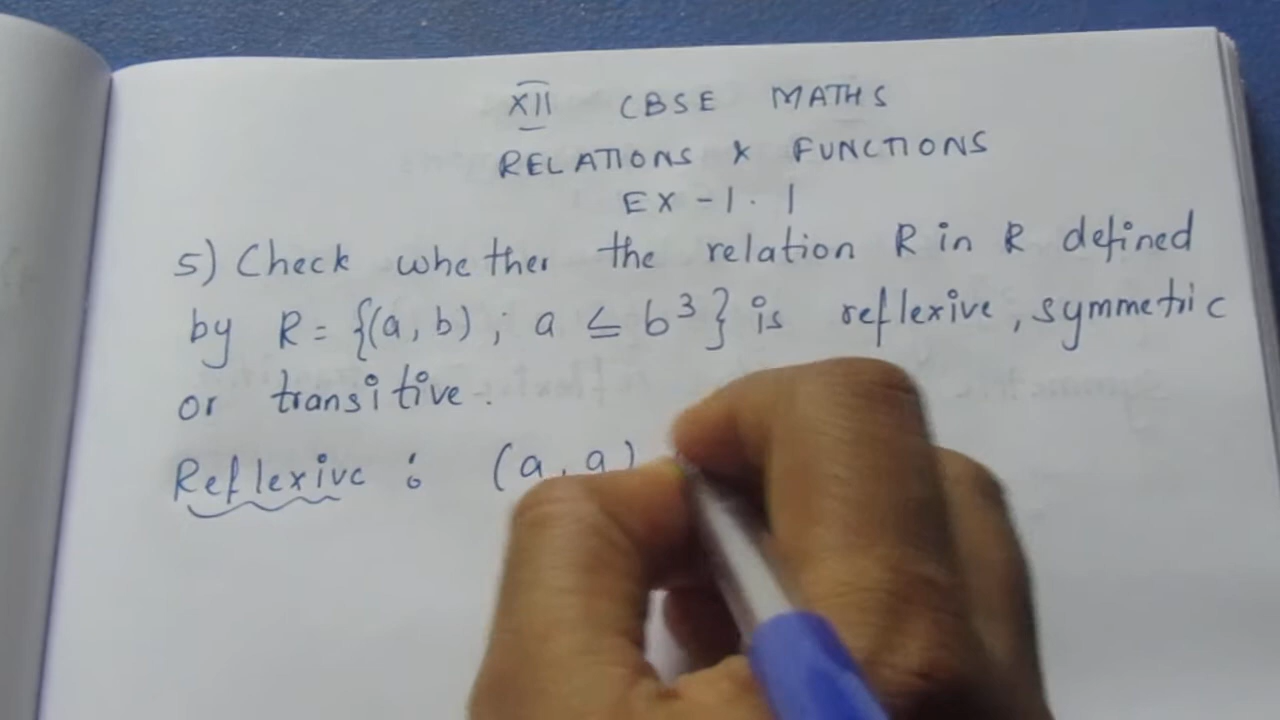 XII CBSE MATHS
RELATIONS & FUNCTIONS
EX - 1.1
5) Check whether the relation R in R defined
by R = {(a, b) ; a ≤ b³} is reflexive, symmetric
or transitive.
Reflexive : (a, a)